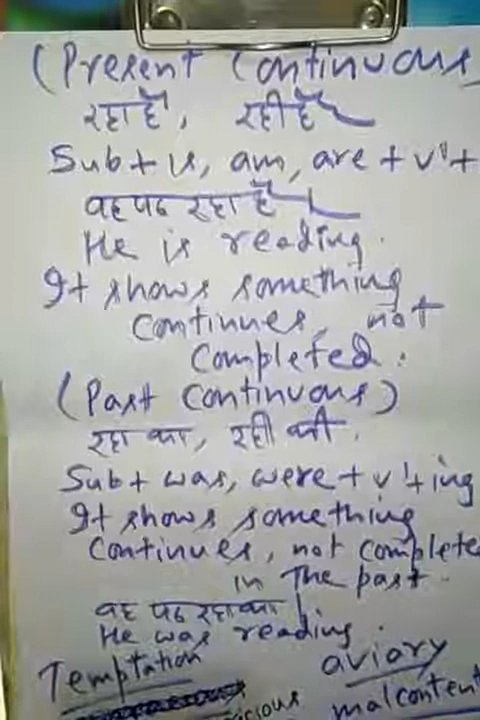 (Present Continuous
रहा है, रही है
Sub + is, am, are + v¹ +
वह पढ रहा है ।
He is reading.
It shows something
continues, not
completed.
(Past Continuous)
रहा था, रही थी.
Sub + was, were + v¹ + ing
It shows something
continues, not complete
in the past.
वह पढ रहा था ।
He was reading.
Temptation aviary
malcontent